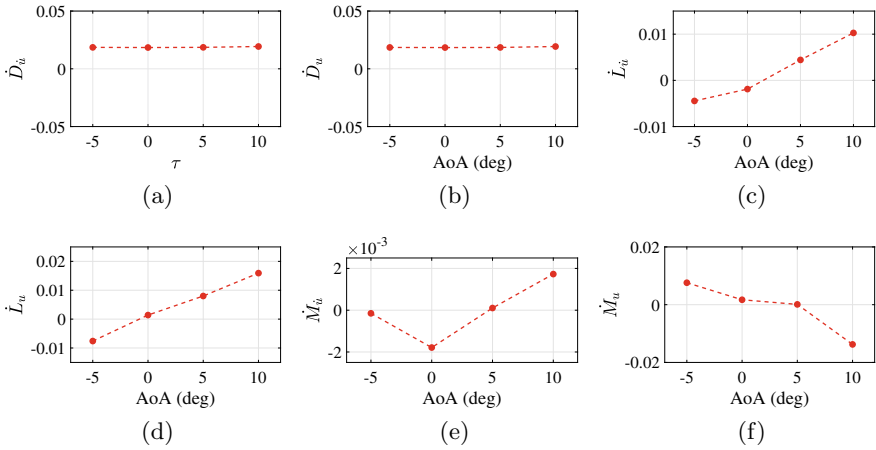 0.05
0
-0.05
Ḋ_u̇
-5 0 5 10
τ
(a)
0.05
0
-0.05
Ḋ_u
-5 0 5 10
AoA (deg)
(b)
0.01
0
-0.01
L̇_u̇
-5 0 5 10
AoA (deg)
(c)
0.02
0.01
0
-0.01
L̇_u
-5 0 5 10
AoA (deg)
(d)
×10⁻³
2
0
-2
Ṁ_u̇
-5 0 5 10
AoA (deg)
(e)
0.02
0
-0.02
Ṁ_u
-5 0 5 10
AoA (deg)
(f)